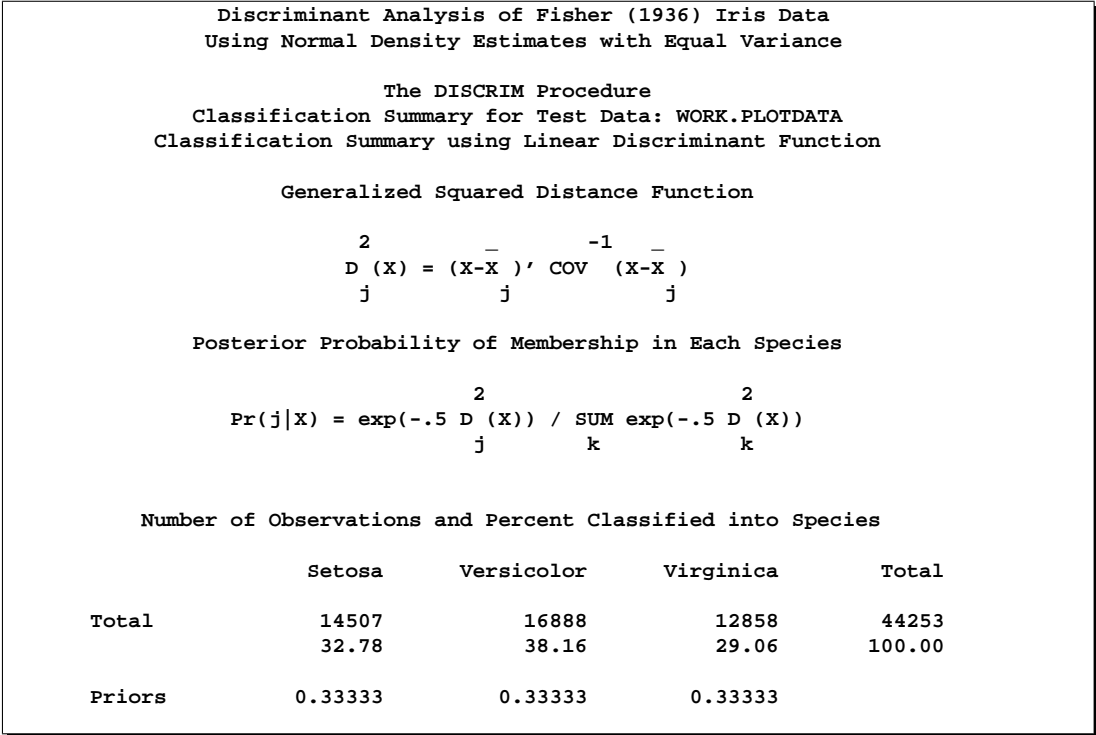 Discriminant Analysis of Fisher (1936) Iris Data
Using Normal Density Estimates with Equal Variance
The DISCRIM Procedure
Classification Summary for Test Data: WORK.PLOTDATA
Classification Summary using Linear Discriminant Function
Generalized Squared Distance Function
2 _ -1 _
D (X) = (X-X )' COV (X-X )
j j j
Posterior Probability of Membership in Each Species
2 2
Pr(j|X) = exp(-.5 D (X)) / SUM exp(-.5 D (X))
j k k
Number of Observations and Percent Classified into Species
Setosa Versicolor Virginica Total
Total 14507 16888 12858 44253
32.78 38.16 29.06 100.00
Priors 0.33333 0.33333 0.33333